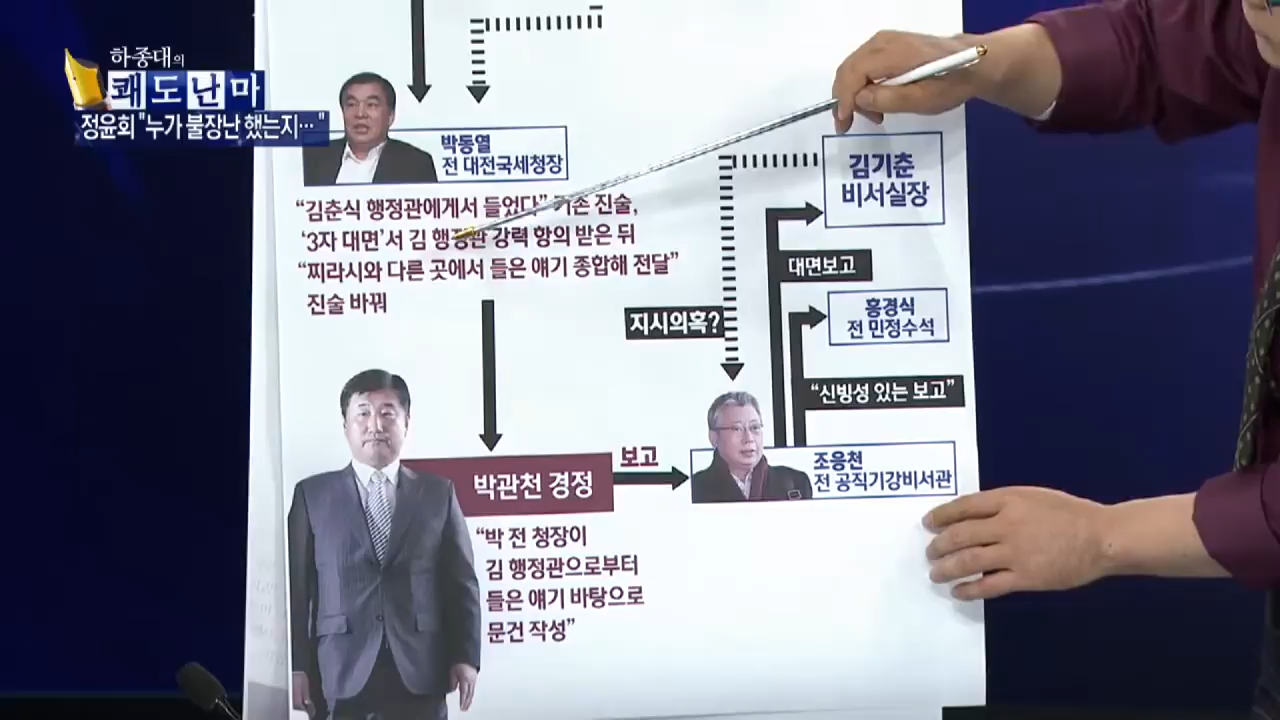 하종대의
쾌도난마
정윤회 "누가 불장난 했는지…"
박동열
전 대전국세청장
"김춘식 행정관에게서 들었다" 기존 진술,
'3자 대면'서 김 행정관 강력 항의 받은 뒤
"찌라시와 다른 곳에서 들은 얘기 종합해 전달"
진술 바꿔
김기춘
비서실장
대면보고
홍경식
전 민정수석
지시의혹?
"신빙성 있는 보고"
박관천 경정
보고
조응천
전 공직기강비서관
"박 전 청장이
김 행정관으로부터
들은 얘기 바탕으로
문건 작성"